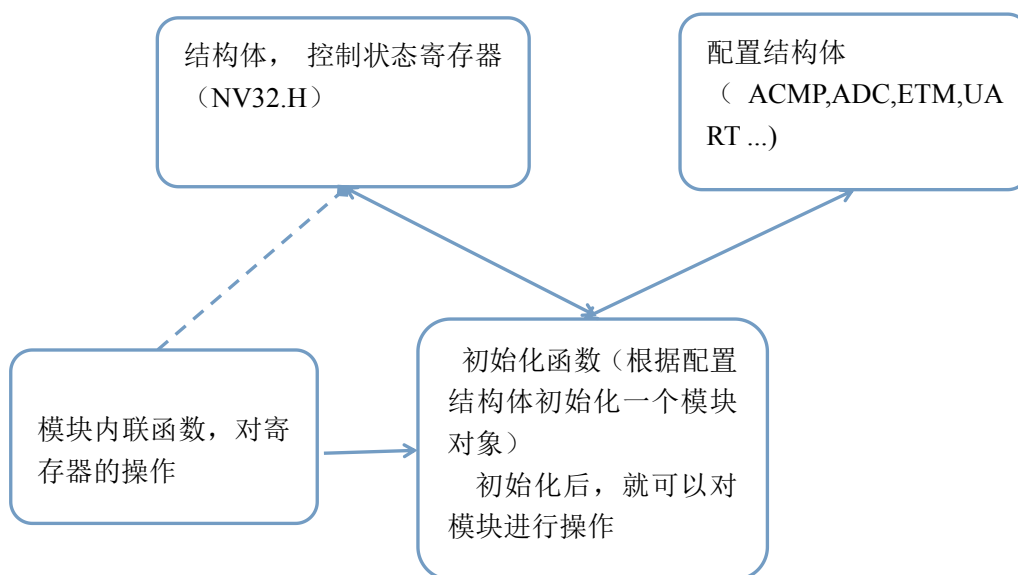 结构体， 控制状态寄存器
（NV32.H）
配置结构体
（ ACMP,ADC,ETM,UA
RT ...)
初始化函数（根据配置
结构体初始化一个模块
对象）
初始化后，就可以对
模块进行操作
模块内联函数，对寄
存器的操作